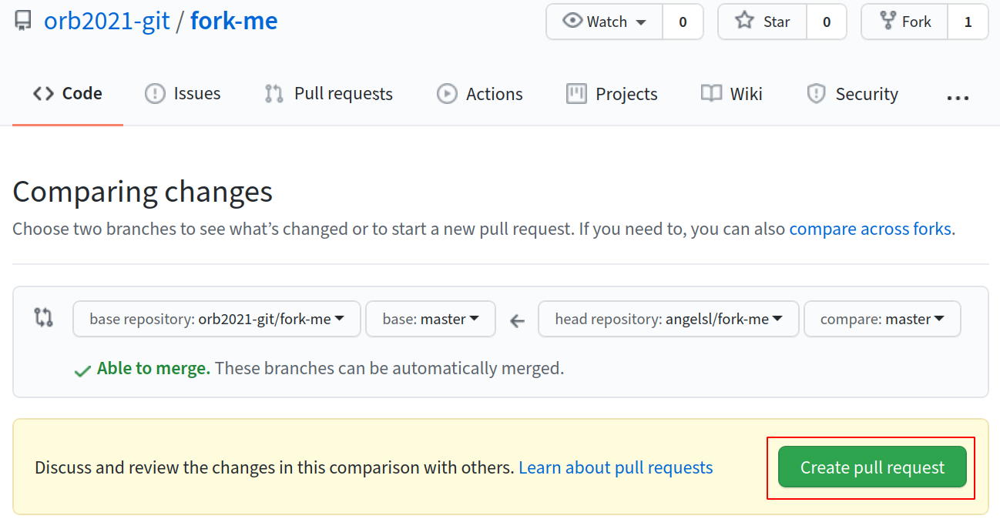 orb2021-git / fork-me Watch 0 Star 0 Fork 1
Code Issues Pull requests Actions Projects Wiki Security ...
Comparing changes
Choose two branches to see what’s changed or to start a new pull request. If you need to, you can also compare across forks.
base repository: orb2021-git/fork-me base: master ← head repository: angelsl/fork-me compare: master
Able to merge. These branches can be automatically merged.
Discuss and review the changes in this comparison with others. Learn about pull requests Create pull request